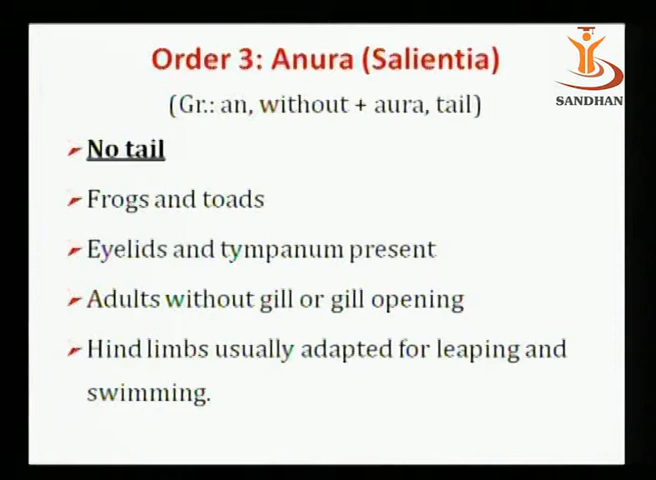 Order 3: Anura (Salientia)
(Gr.: an, without + aura, tail)
No tail
Frogs and toads
Eyelids and tympanum present
Adults without gill or gill opening
Hind limbs usually adapted for leaping and
swimming.
SANDHAN